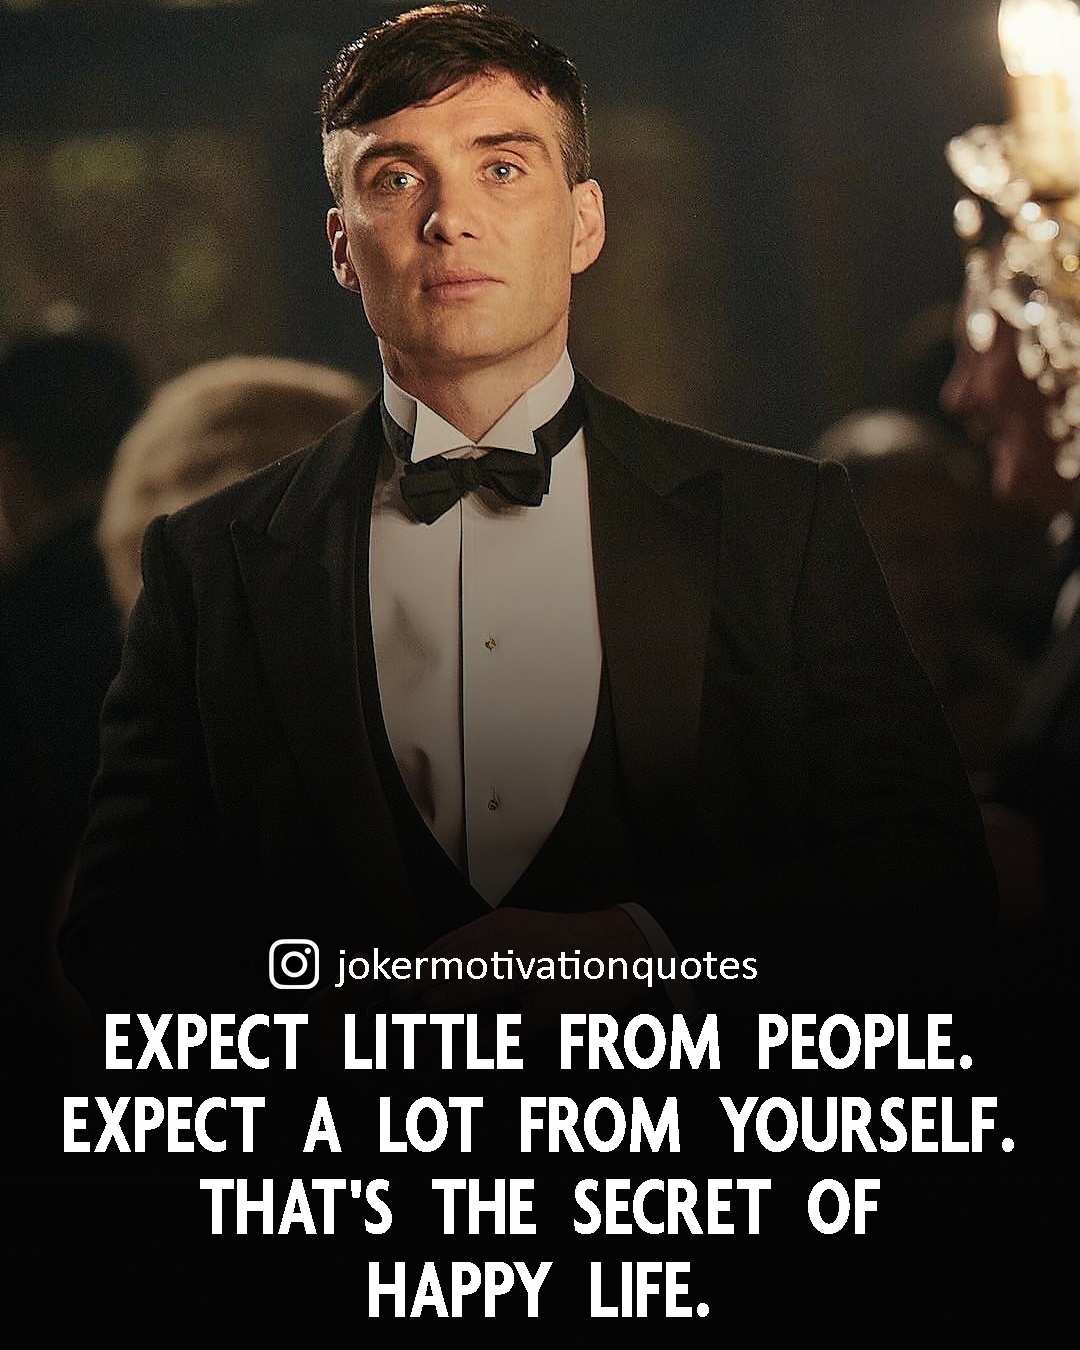 jokermotivationquotes
EXPECT LITTLE FROM PEOPLE.
EXPECT A LOT FROM YOURSELF.
THAT'S THE SECRET OF
HAPPY LIFE.